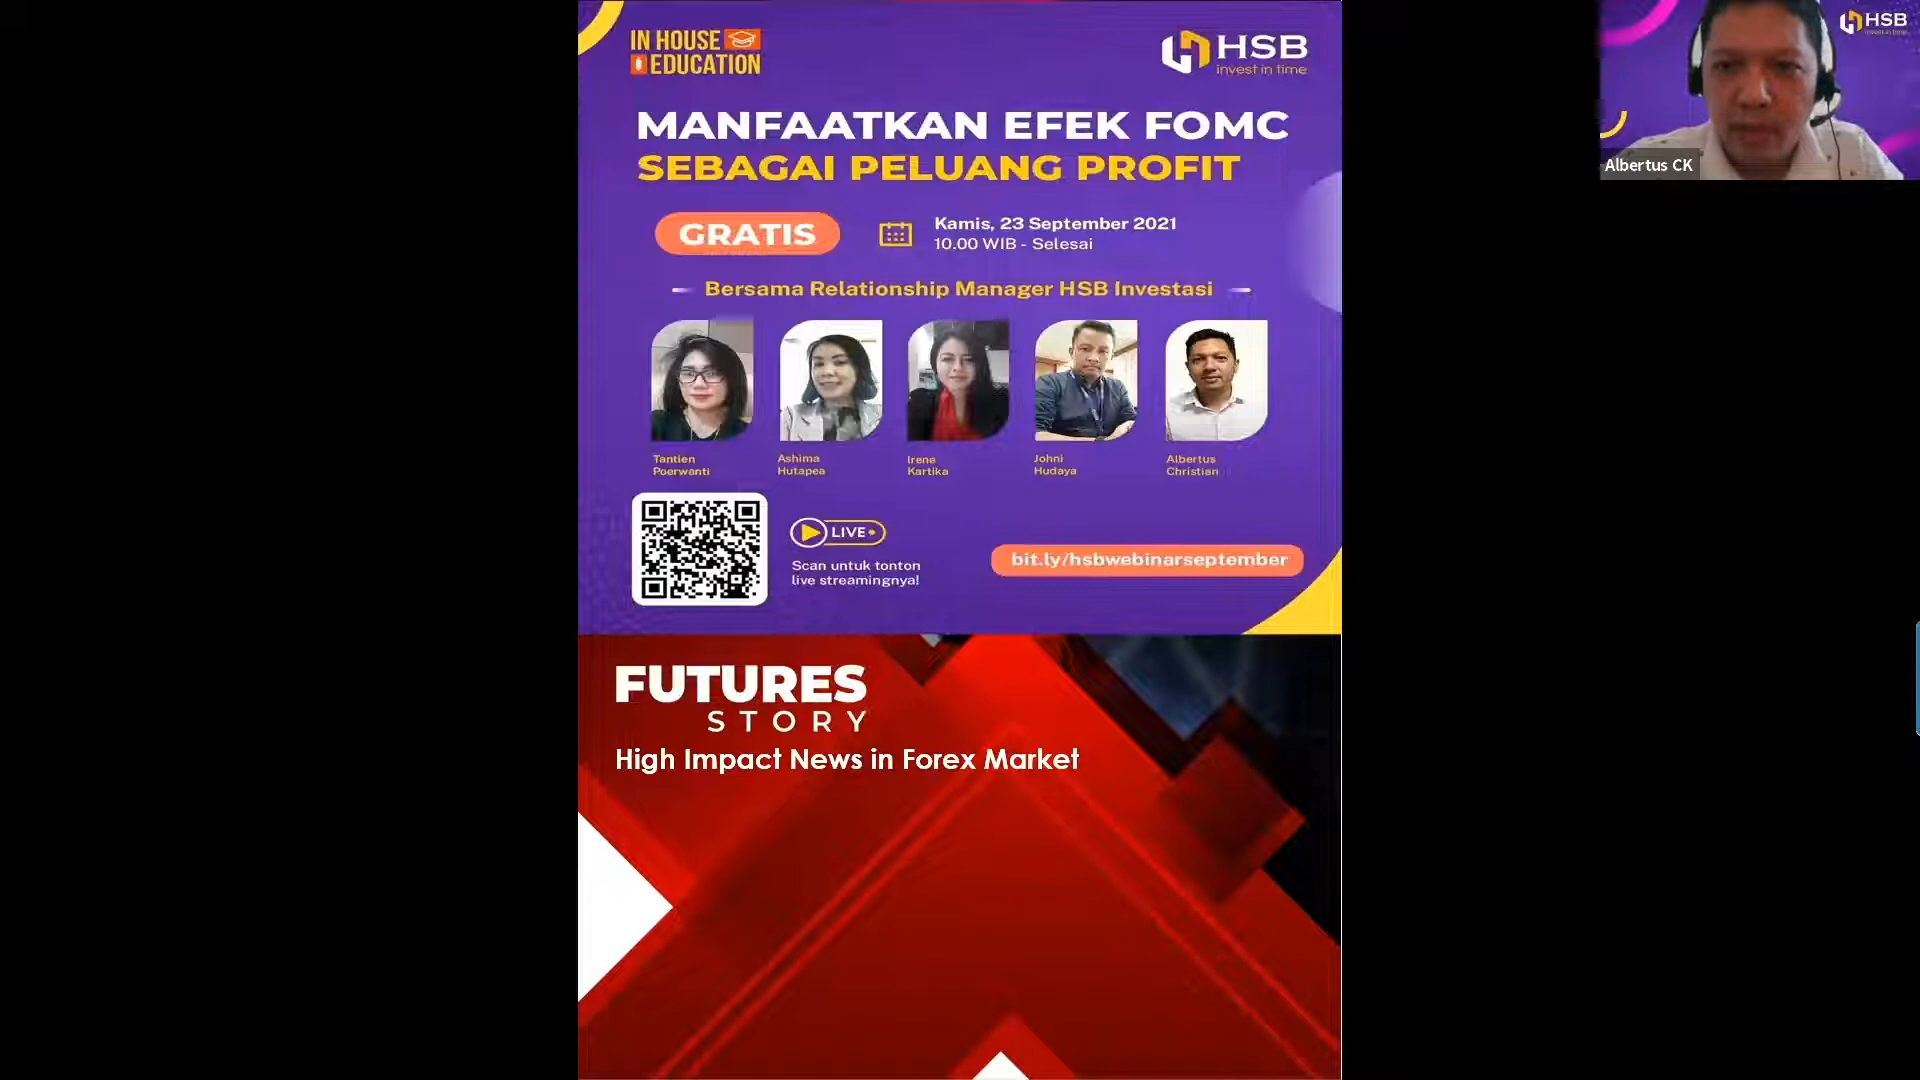 IN HOUSE
EDUCATION
HSB
invest in time
MANFAATKAN EFEK FOMC
SEBAGAI PELUANG PROFIT
GRATIS
Kamis, 23 September 2021
10.00 WIB - Selesai
Bersama Relationship Manager HSB Investasi
Tantien
Poerwanti
Ashima
Hutapea
Irene
Kartika
Johni
Hudaya
Albertus
Christian
LIVE
Scan untuk tonton
live streamingnya!
bit.ly/hsbwebinarseptember
FUTURES
STORY
High Impact News in Forex Market
HSB
invest in time
Albertus CK